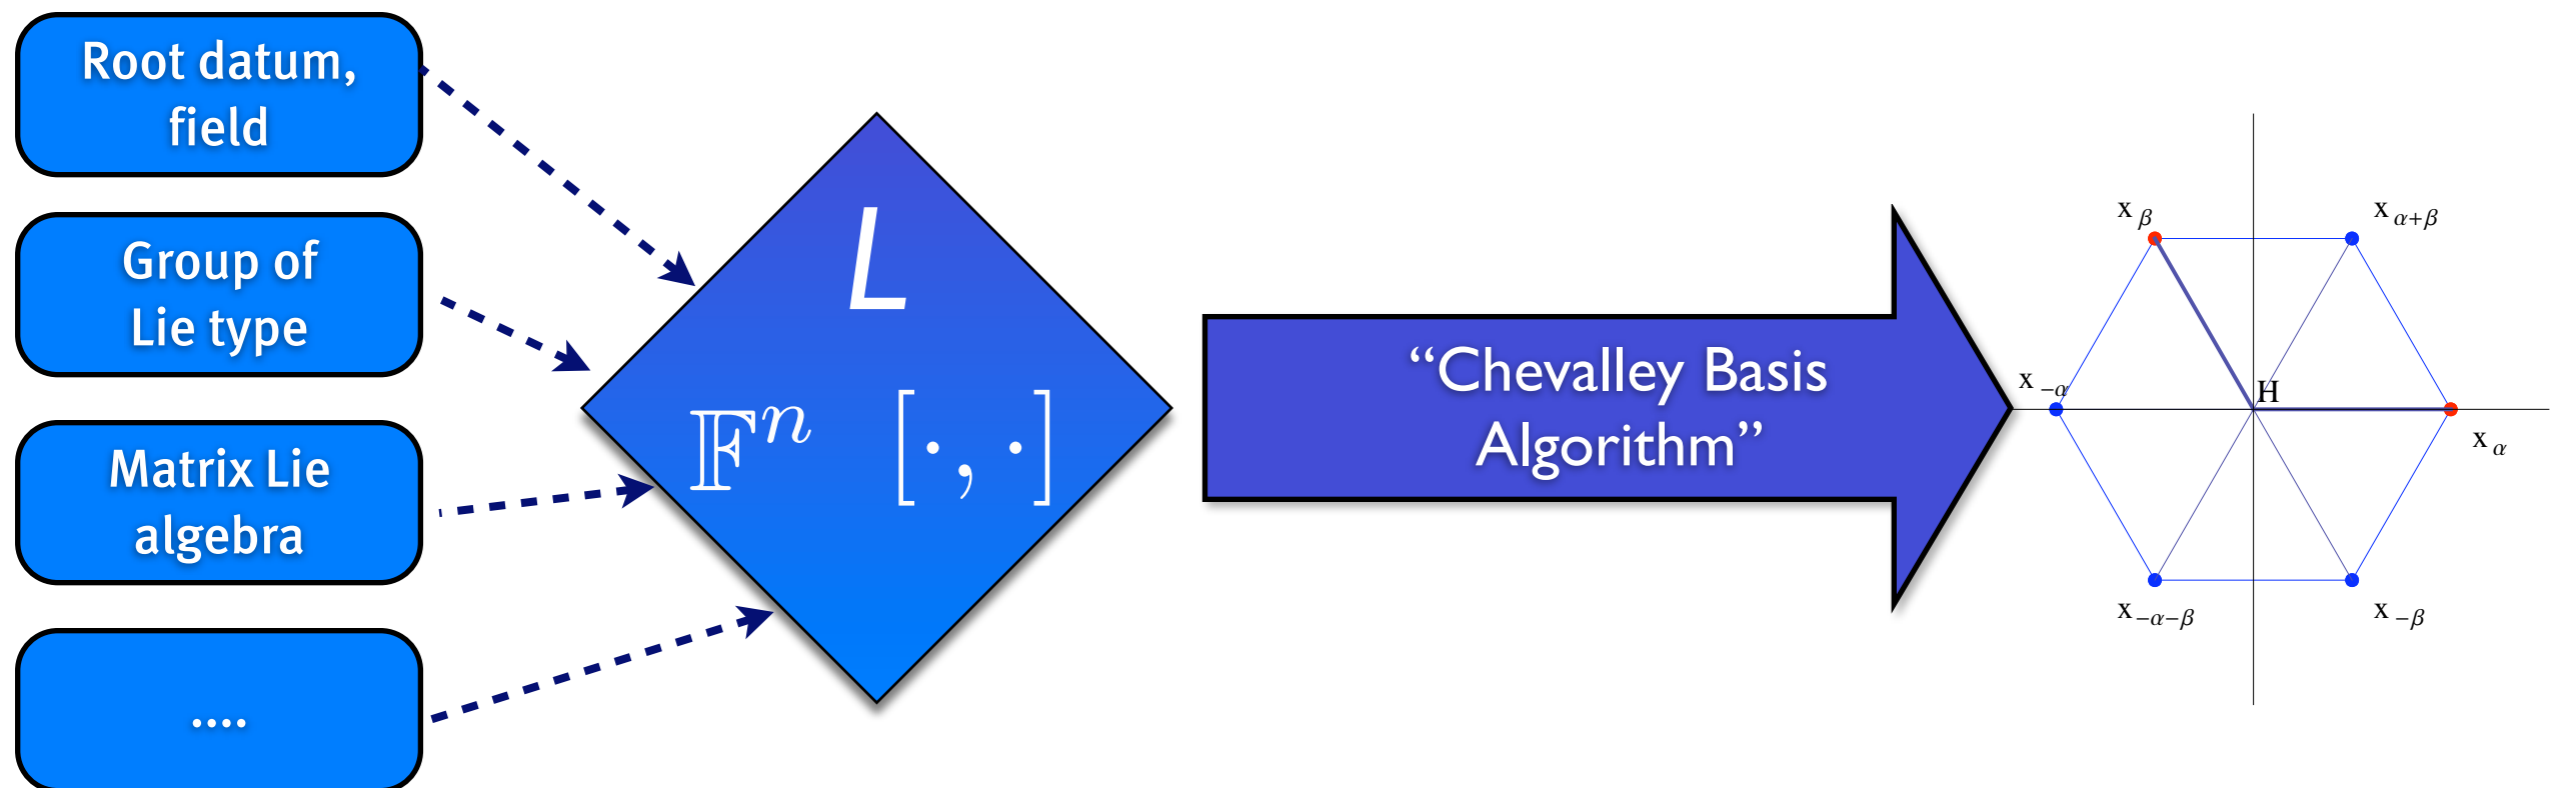 Root datum,
field
Group of
Lie type
Matrix Lie
algebra
....
L
𝔽ⁿ [·, ·]
“Chevalley Basis
Algorithm”
x β
x α+β
x −α
H
x α
x −α−β
x −β